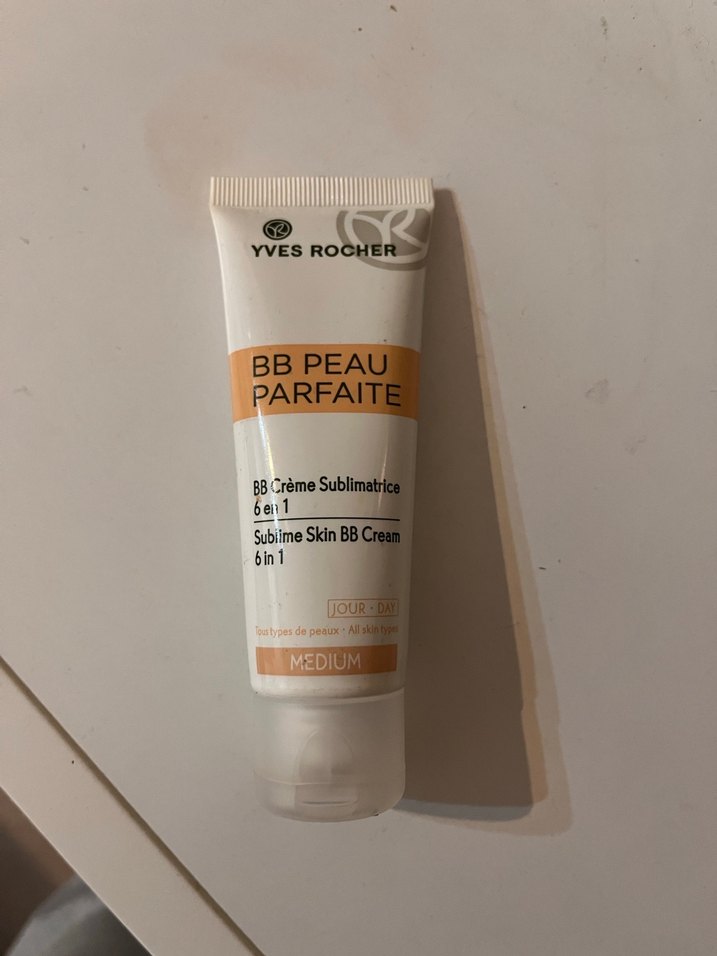 YVES ROCHER
BB PEAU
PARFAITE
BB Crème Sublimatrice
6 en 1
Sublime Skin BB Cream
6 in 1
JOUR • DAY
Tous types de peaux • All skin types
MEDIUM